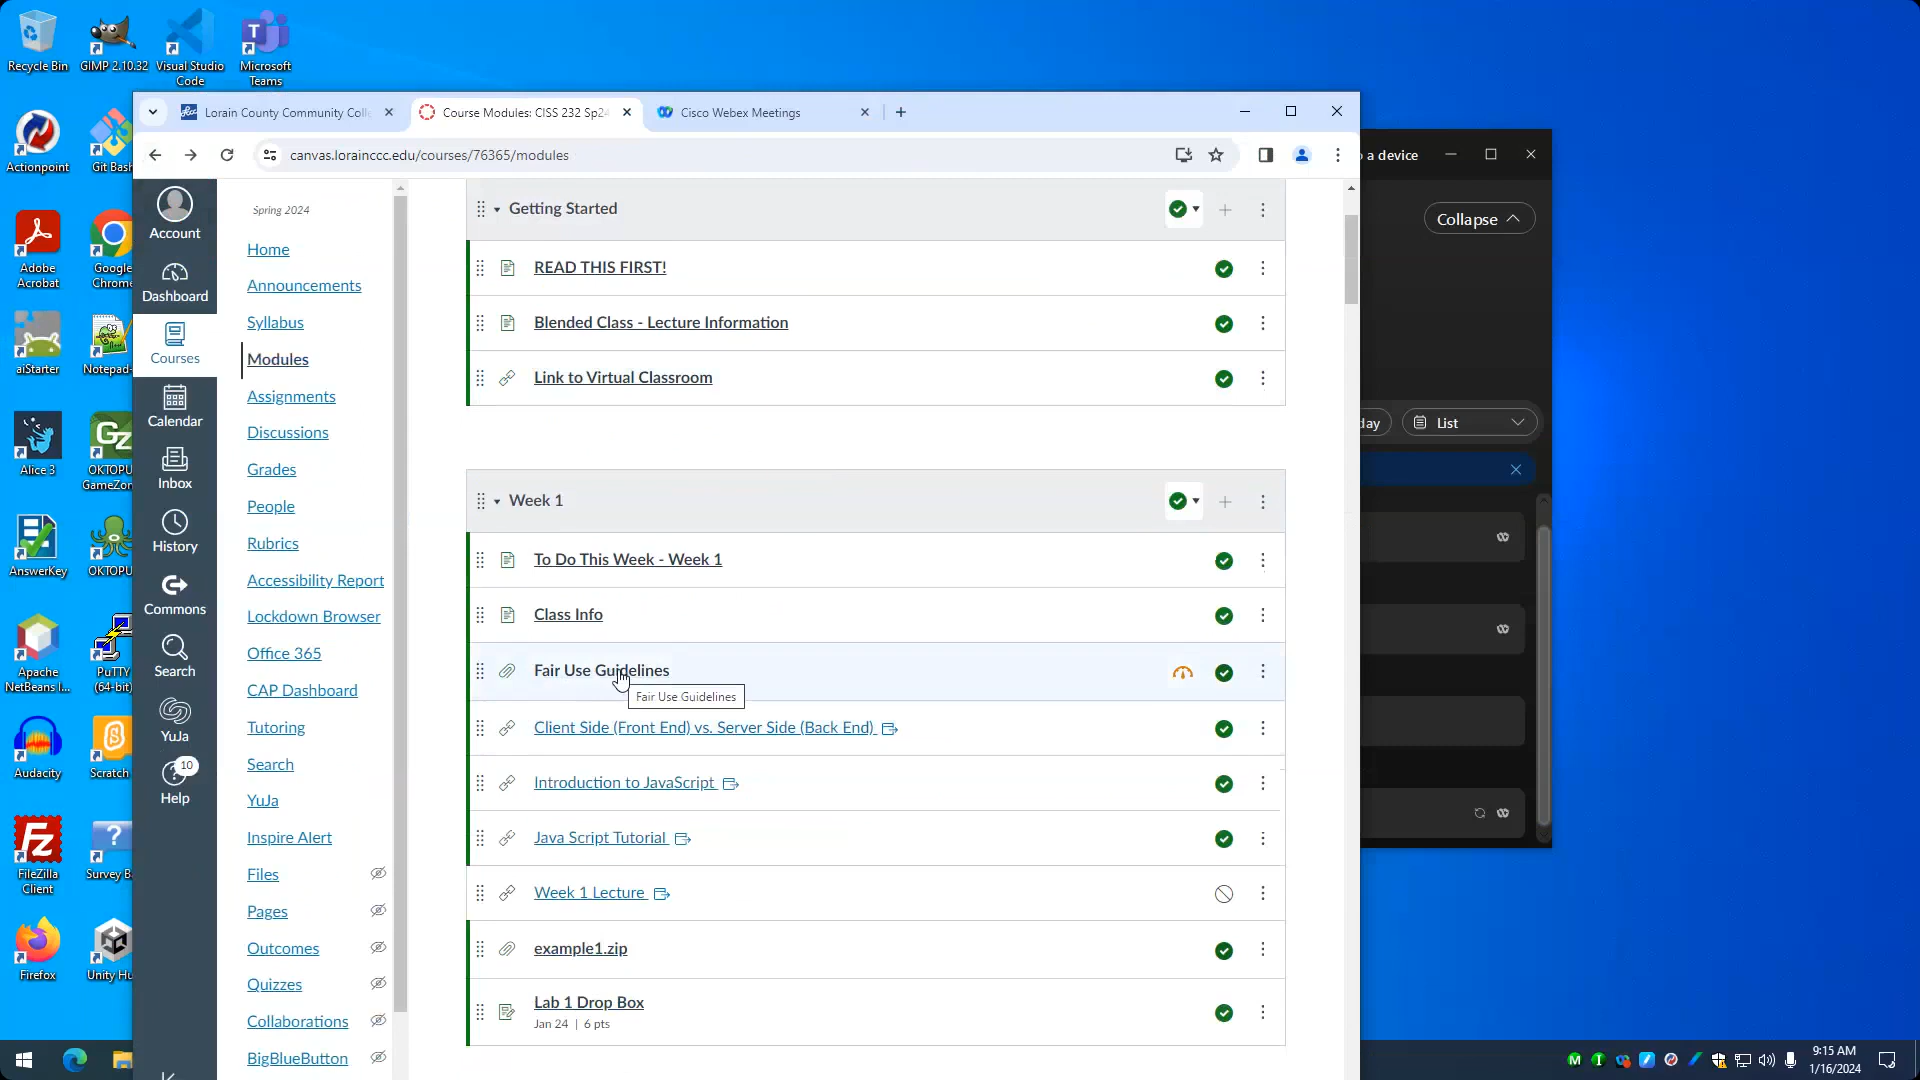 Recycle Bin
GIMP 2.10.32
Visual Studio
Code
Microsoft
Teams
Actionpoint
Git Bash
Adobe
Acrobat
Google
Chrome
aiStarter
Notepad
Alice 3
OKTOPU
GameZon
AnswerKey
OKTOPU
Apache
NetBeans I...
PuTTY
(64-bit)
Audacity
Scratch
FileZilla
Client
Survey B
Firefox
Unity Hu
Lorain County Community Coll
Course Modules: CISS 232 Sp24
Cisco Webex Meetings
canvas.lorainccc.edu/courses/76365/modules
Account
Dashboard
Courses
Calendar
Inbox
History
Commons
Search
YuJa
10
Help
Spring 2024
Home
Announcements
Syllabus
Modules
Assignments
Discussions
Grades
People
Rubrics
Accessibility Report
Lockdown Browser
Office 365
CAP Dashboard
Tutoring
Search
YuJa
Inspire Alert
Files
Pages
Outcomes
Quizzes
Collaborations
BigBlueButton
Getting Started
READ THIS FIRST!
Blended Class - Lecture Information
Link to Virtual Classroom
Week 1
To Do This Week - Week 1
Class Info
Fair Use Guidelines
Fair Use Guidelines
Client Side (Front End) vs. Server Side (Back End)
Introduction to JavaScript
Java Script Tutorial
Week 1 Lecture
example1.zip
Lab 1 Drop Box
Jan 24 | 6 pts
o a device
Collapse
day
List
9:15 AM
1/16/2024